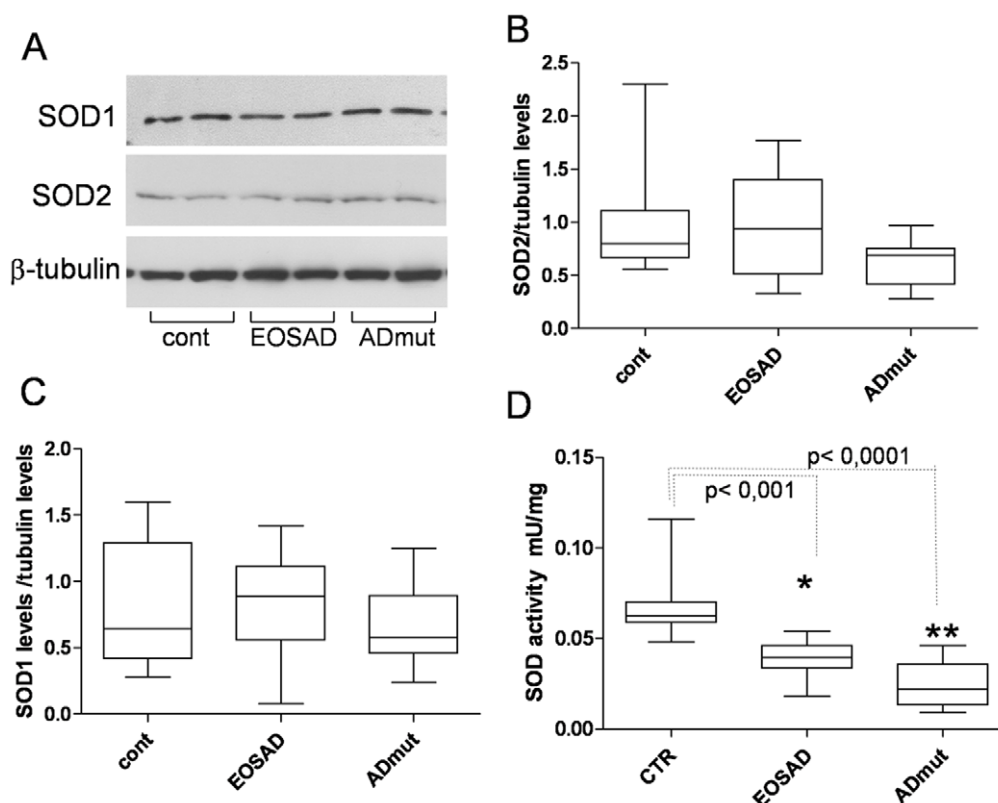 A
SOD1
SOD2
β-tubulin
cont EOSAD ADmut
B
SOD2/tubulin levels
2.5
2.0
1.5
1.0
0.5
0.0
cont EOSAD ADmut
C
SOD1 levels /tubulin levels
2.0
1.5
1.0
0.5
0.0
cont EOSAD ADmut
D
SOD activity mU/mg
0.15
0.10
0.05
0.00
p< 0,0001
p< 0,001
*
**
CTR EOSAD ADmut